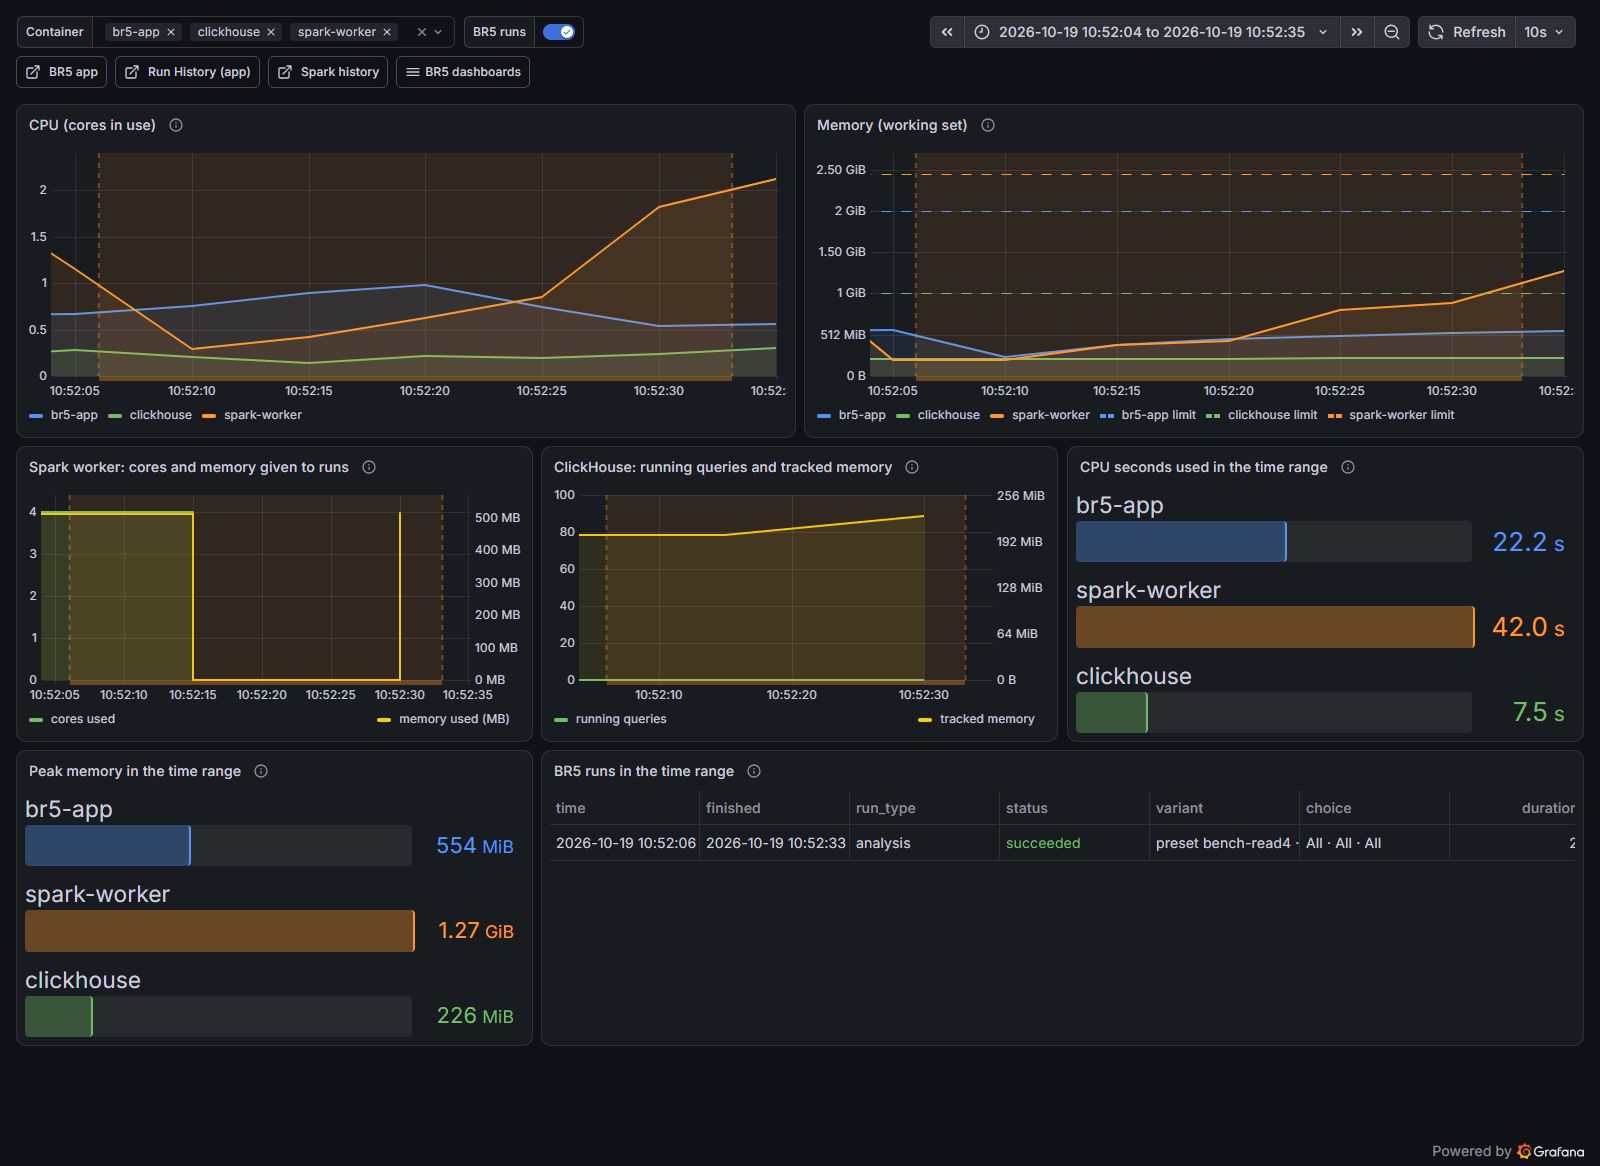 Container br5-app clickhouse spark-worker BR5 runs 2026-10-19 10:52:04 to 2026-10-19 10:52:35 Refresh 10s
BR5 app Run History (app) Spark history BR5 dashboards
CPU (cores in use)
2
1.5
1
0.5
0
10:52:05 10:52:10 10:52:15 10:52:20 10:52:25 10:52:30 10:52:
br5-app clickhouse spark-worker
Memory (working set)
2.50 GiB
2 GiB
1.50 GiB
1 GiB
512 MiB
0 B
10:52:05 10:52:10 10:52:15 10:52:20 10:52:25 10:52:30 10:52:
br5-app clickhouse spark-worker br5-app limit clickhouse limit spark-worker limit
Spark worker: cores and memory given to runs
4 500 MB
3 400 MB
2 300 MB
1 200 MB
0 100 MB
0 MB
10:52:05 10:52:10 10:52:15 10:52:20 10:52:25 10:52:30 10:52:35
cores used memory used (MB)
ClickHouse: running queries and tracked memory
100 256 MiB
80 192 MiB
60 128 MiB
40 64 MiB
20
0 0 B
10:52:10 10:52:20 10:52:30
running queries tracked memory
CPU seconds used in the time range
br5-app
22.2 s
spark-worker
42.0 s
clickhouse
7.5 s
Peak memory in the time range
br5-app
554 MiB
spark-worker
1.27 GiB
clickhouse
226 MiB
BR5 runs in the time range
time finished run_type status variant choice duration
2026-10-19 10:52:06 2026-10-19 10:52:33 analysis succeeded preset bench-read4 · All · All · All 2
Powered by Grafana